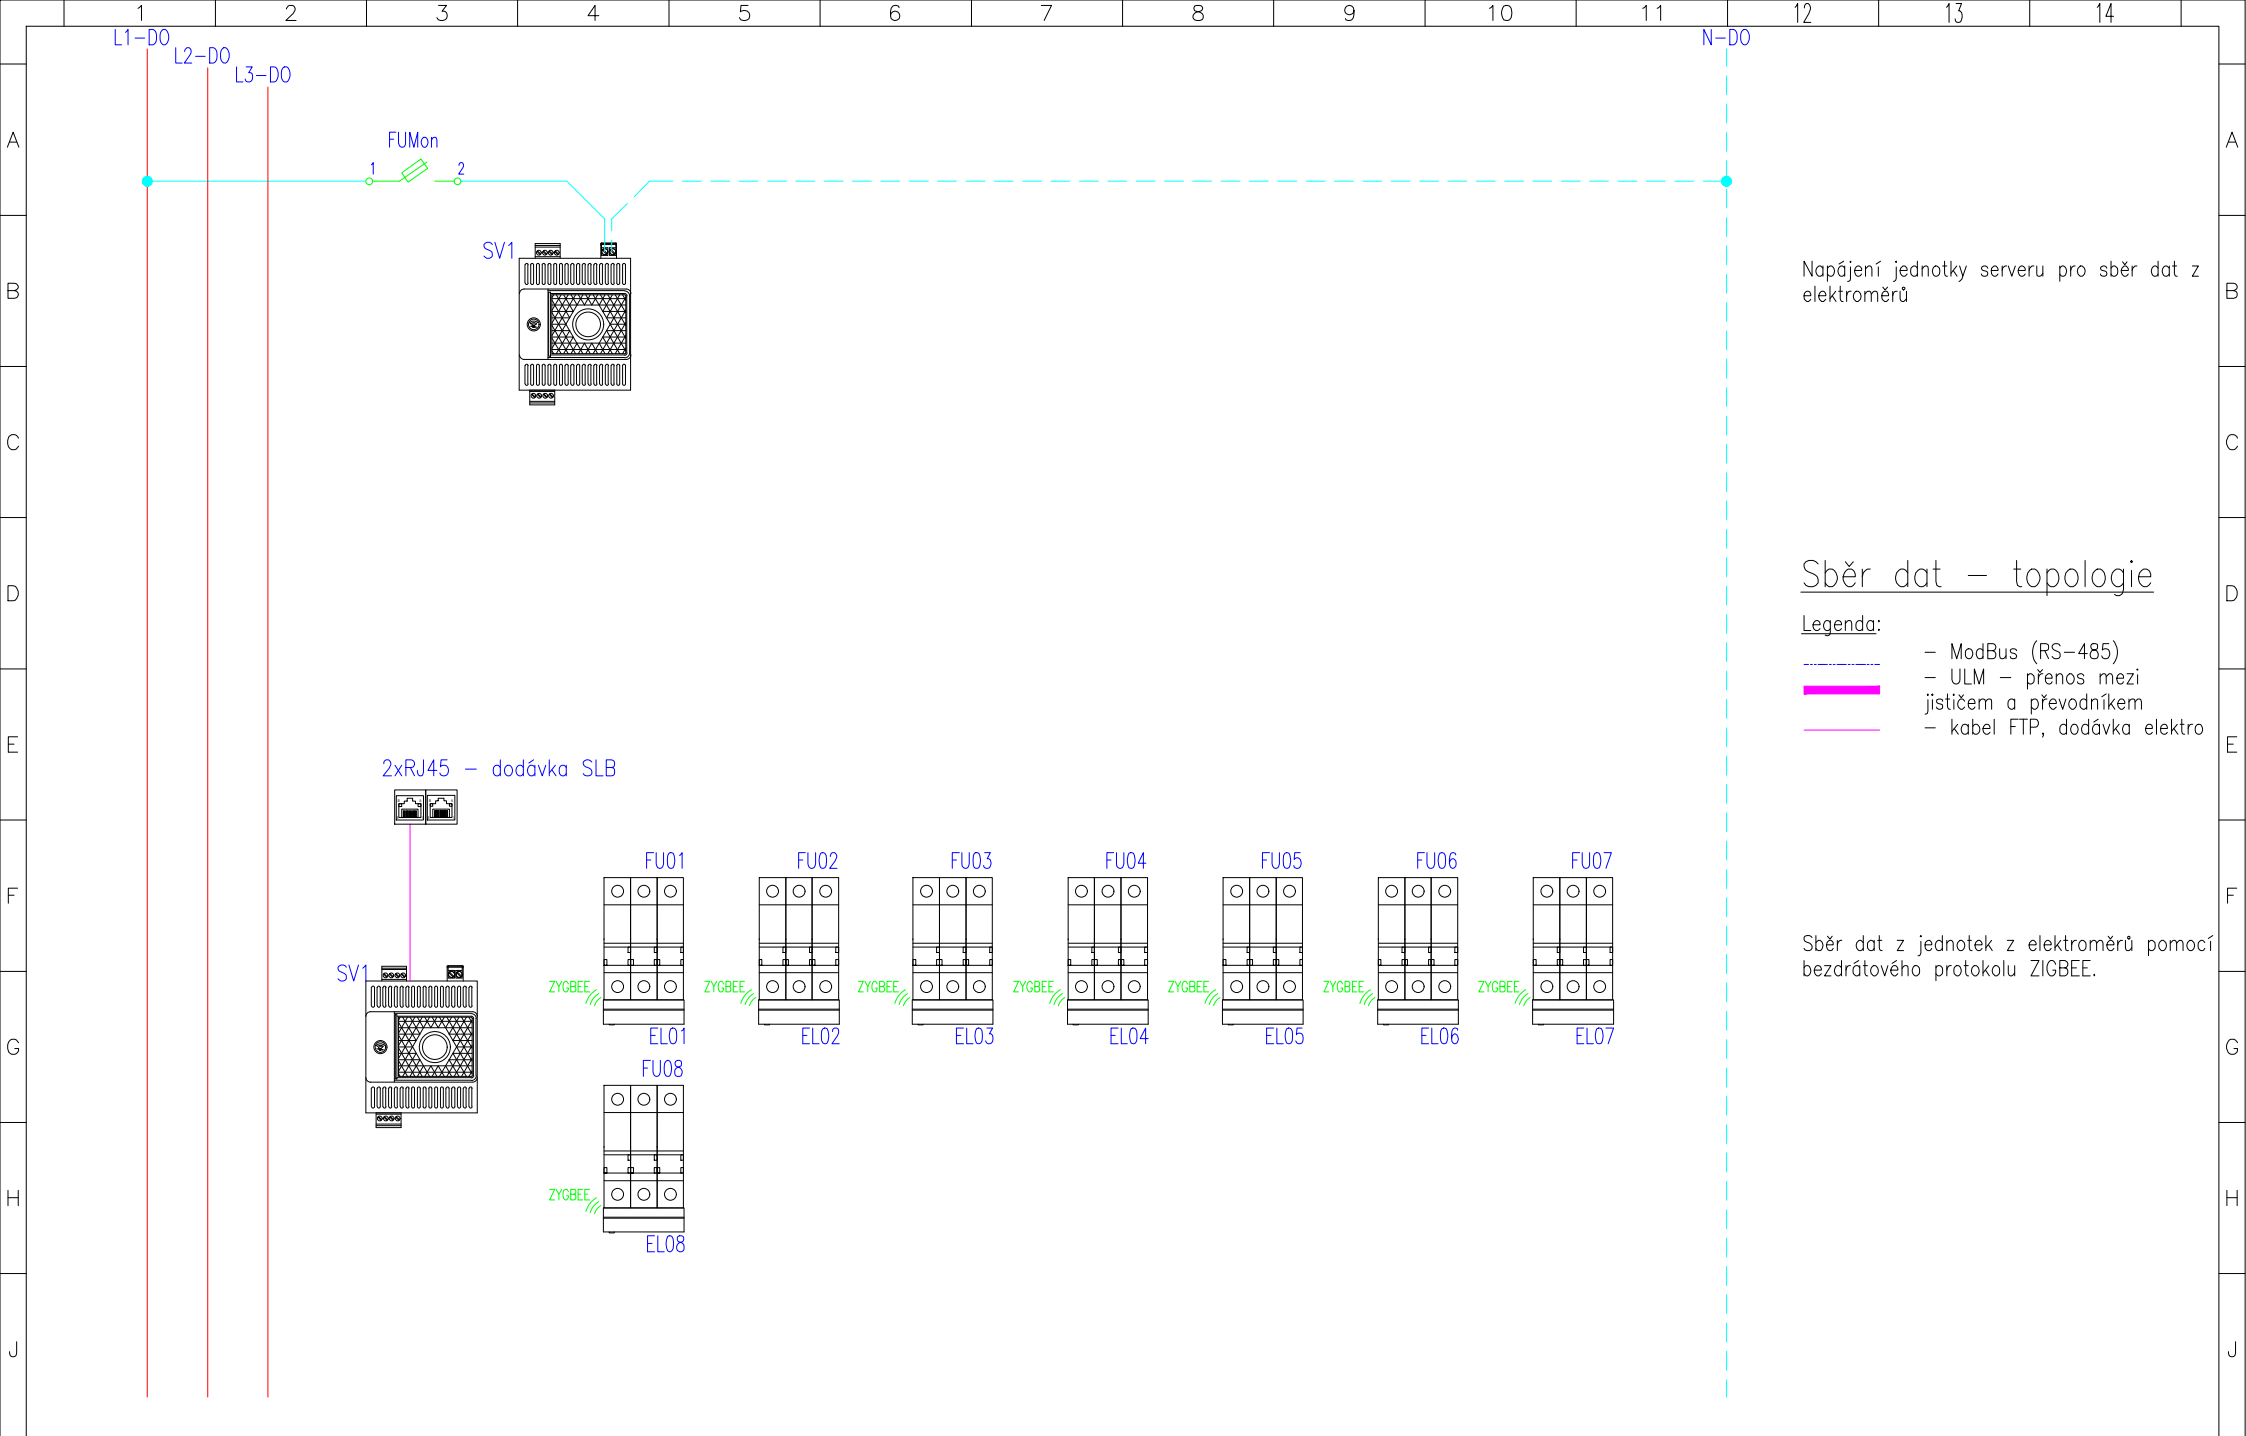 1 2 3 4 5 6 7 8 9 10 11 12 13 14
L1-DO
L2-DO
L3-DO
N-DO
A
A
FUMon
1 2
SV1
B
B
Napájení jednotky serveru pro sběr dat z
elektroměrů
C
C
D
D
Sběr dat - topologie
Legenda:
- ModBus (RS-485)
- ULM - přenos mezi
jističem a převodníkem
- kabel FTP, dodávka elektro
E
E
2xRJ45 - dodávka SLB
FU01 FU02 FU03 FU04 FU05 FU06 FU07
F
F
Sběr dat z jednotek z elektroměrů pomocí
bezdrátového protokolu ZIGBEE.
SV1
ZYGBEE ZYGBEE ZYGBEE ZYGBEE ZYGBEE ZYGBEE ZYGBEE
EL01 EL02 EL03 EL04 EL05 EL06 EL07
G
G
FU08
H
H
ZYGBEE
EL08
J
J